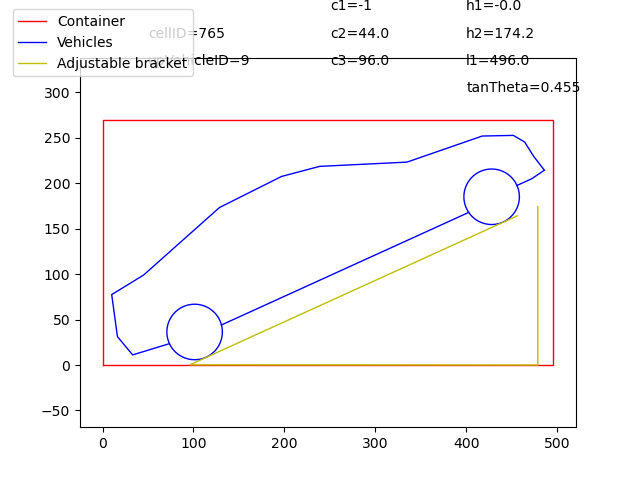 c1=-1 h1=-0.0
Container
cellID=765 c2=44.0 h2=174.2
Vehicles
cleID=9 c3=96.0 l1=496.0
Adjustable bracket
tanTheta=0.455
300
250
200
150
100
50
0
−50
0 100 200 300 400 500